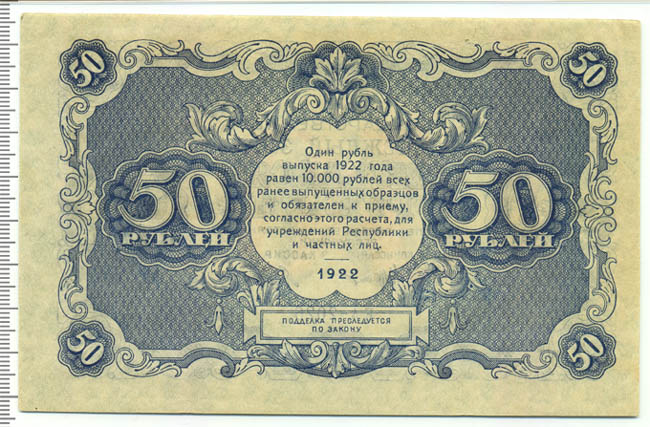 50
50
Один рубль
выпуска 1922 года
равен 10.000 рублей всех
ранее выпущенных образцов
и обязателен к приему,
согласно этого расчета, для
учреждений Республики
и частных лиц.
1922
50
РУБЛЕЙ
50
РУБЛЕЙ
ПОДДЕЛКА ПРЕСЛЕДУЕТСЯ
ПО ЗАКОНУ
50
50